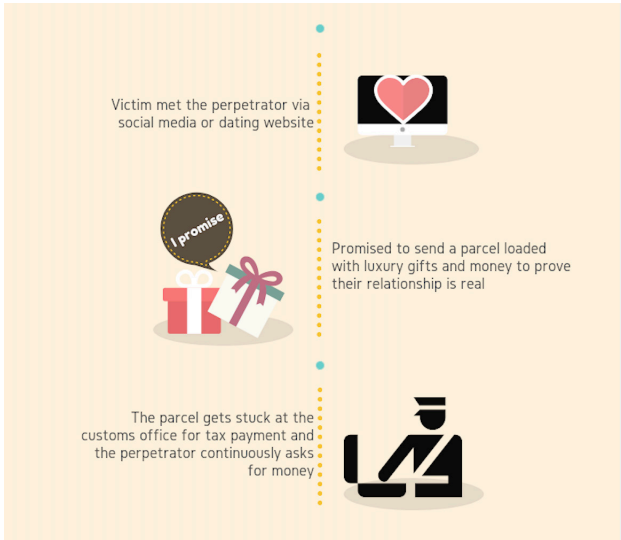 Victim met the perpetrator via
social media or dating website
I promise
Promised to send a parcel loaded
with luxury gifts and money to prove
their relationship is real
The parcel gets stuck at the
customs office for tax payment and
the perpetrator continuously asks
for money